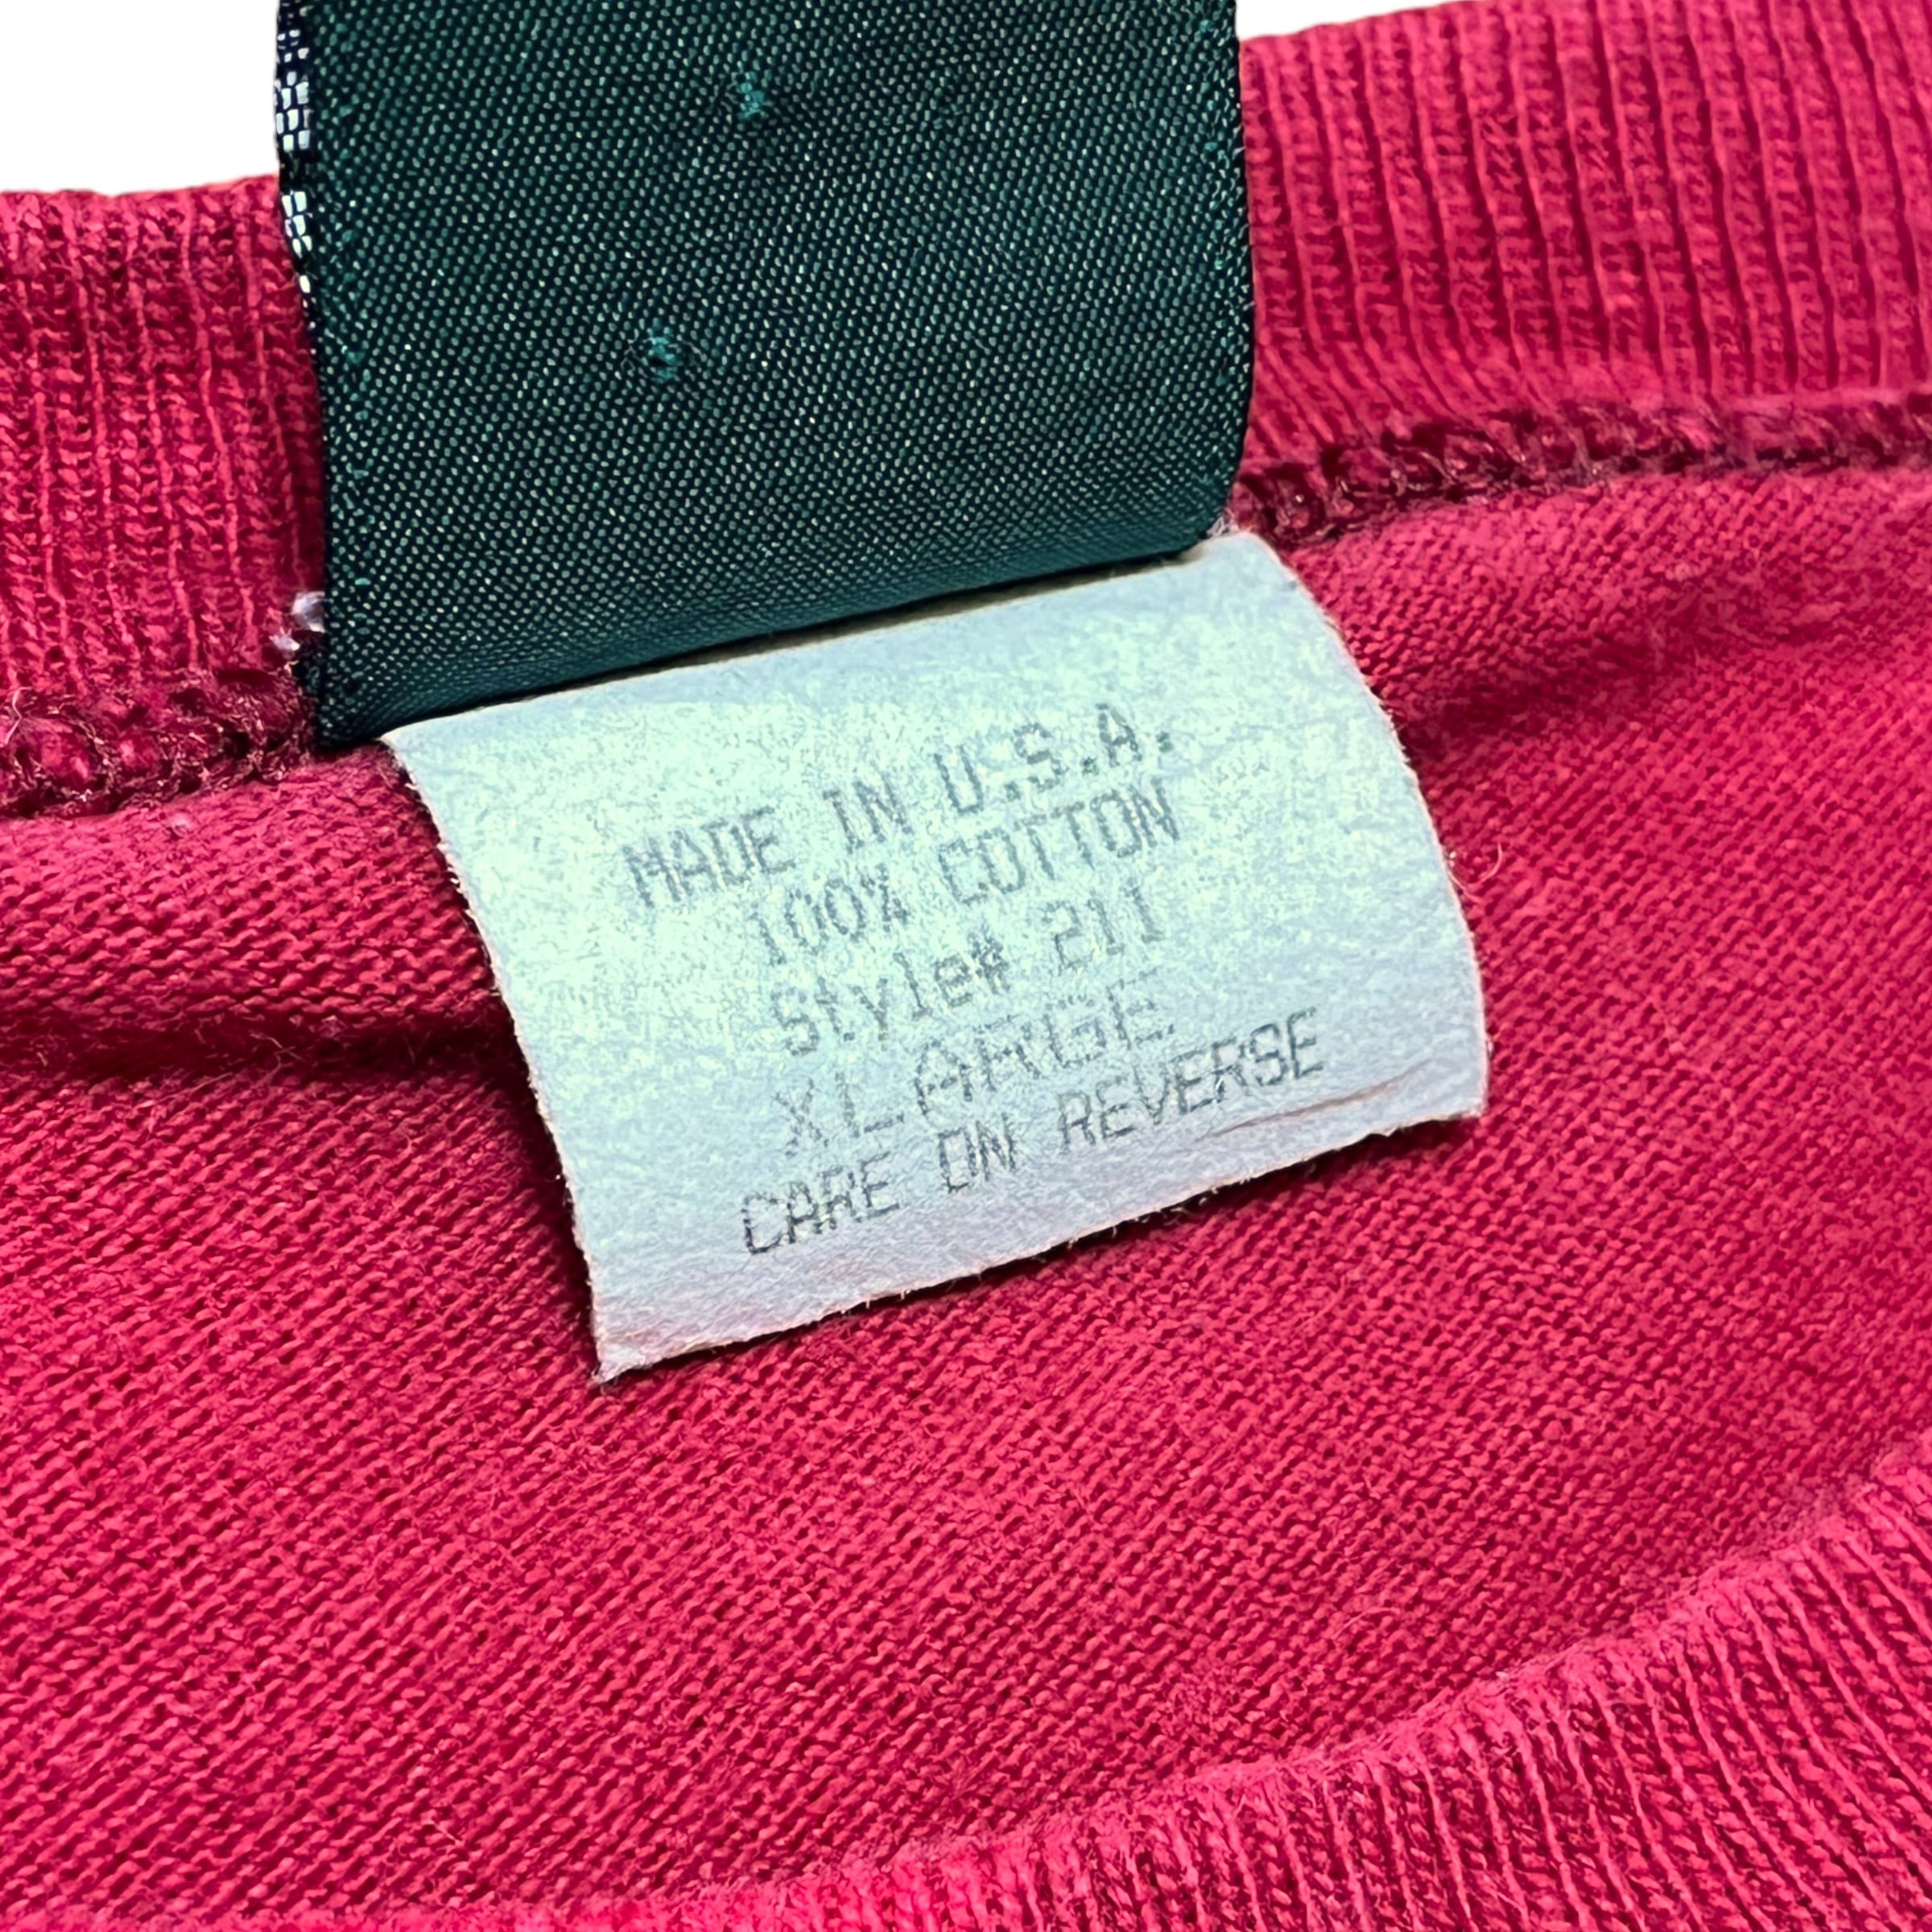 MADE IN U.S.A.
100% COTTON
Style# 211
XLARGE
CARE ON REVERSE